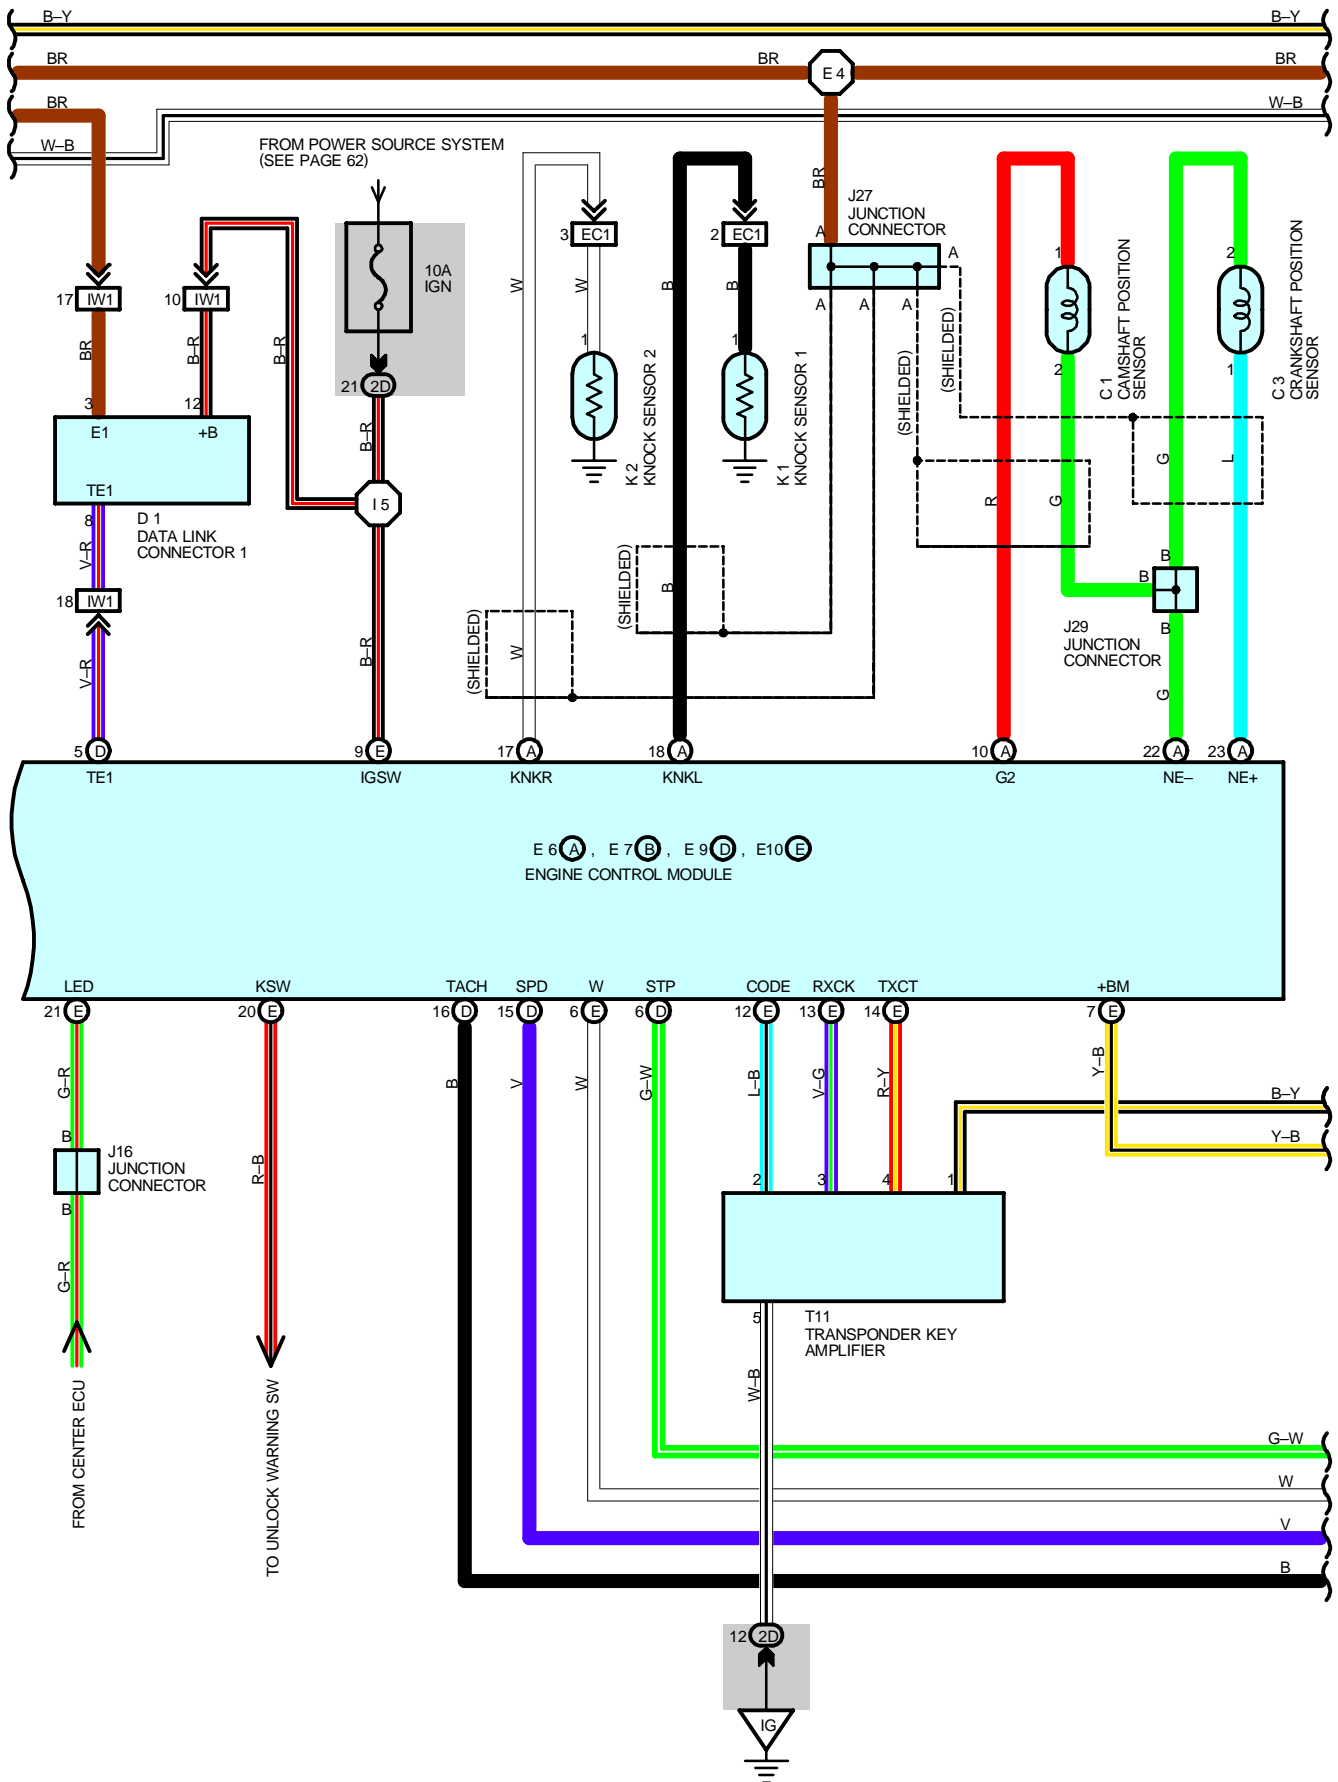 B–Y
B–Y
BR
BR
E 4
BR
BR
W–B
W–B
FROM POWER SOURCE SYSTEM
(SEE PAGE 62)
BR
J27
JUNCTION
CONNECTOR
3 EC1
2 EC1
A
A
1
2
10A
IGN
17 IW1
10 IW1
W
W
B
B
A
A
A
BR
B–R
B–R
1
1
(SHIELDED)
(SHIELDED)
2
1
C 1
CAMSHAFT POSITION
SENSOR
C 3
CRANKSHAFT POSITION
SENSOR
21 2D
3
12
E1
+B
B–R
K 2
KNOCK SENSOR 2
K 1
KNOCK SENSOR 1
G
L
TE1
I 5
R
G
8
D 1
DATA LINK
CONNECTOR 1
V–R
(SHIELDED)
B
B
B
18 IW1
B
J29
JUNCTION
CONNECTOR
(SHIELDED)
W
B–R
V–R
G
5 D
9 E
17 A
18 A
10 A
22 A
23 A
TE1
IGSW
KNKR
KNKL
G2
NE–
NE+
E 6 A , E 7 B , E 9 D , E10 E
ENGINE CONTROL MODULE
LED
KSW
TACH
SPD
W
STP
CODE
RXCK
TXCT
+BM
21 E
20 E
16 D
15 D
6 E
6 D
12 E
13 E
14 E
7 E
G–R
B
V
W
G–W
L–B
V–G
R–Y
Y–B
B–Y
B
J16
JUNCTION
CONNECTOR
Y–B
R–B
2
3
4
1
B
G–R
5
T11
TRANSPONDER KEY
AMPLIFIER
W–B
FROM CENTER ECU
TO UNLOCK WARNING SW
G–W
W
V
B
12 2D
IG